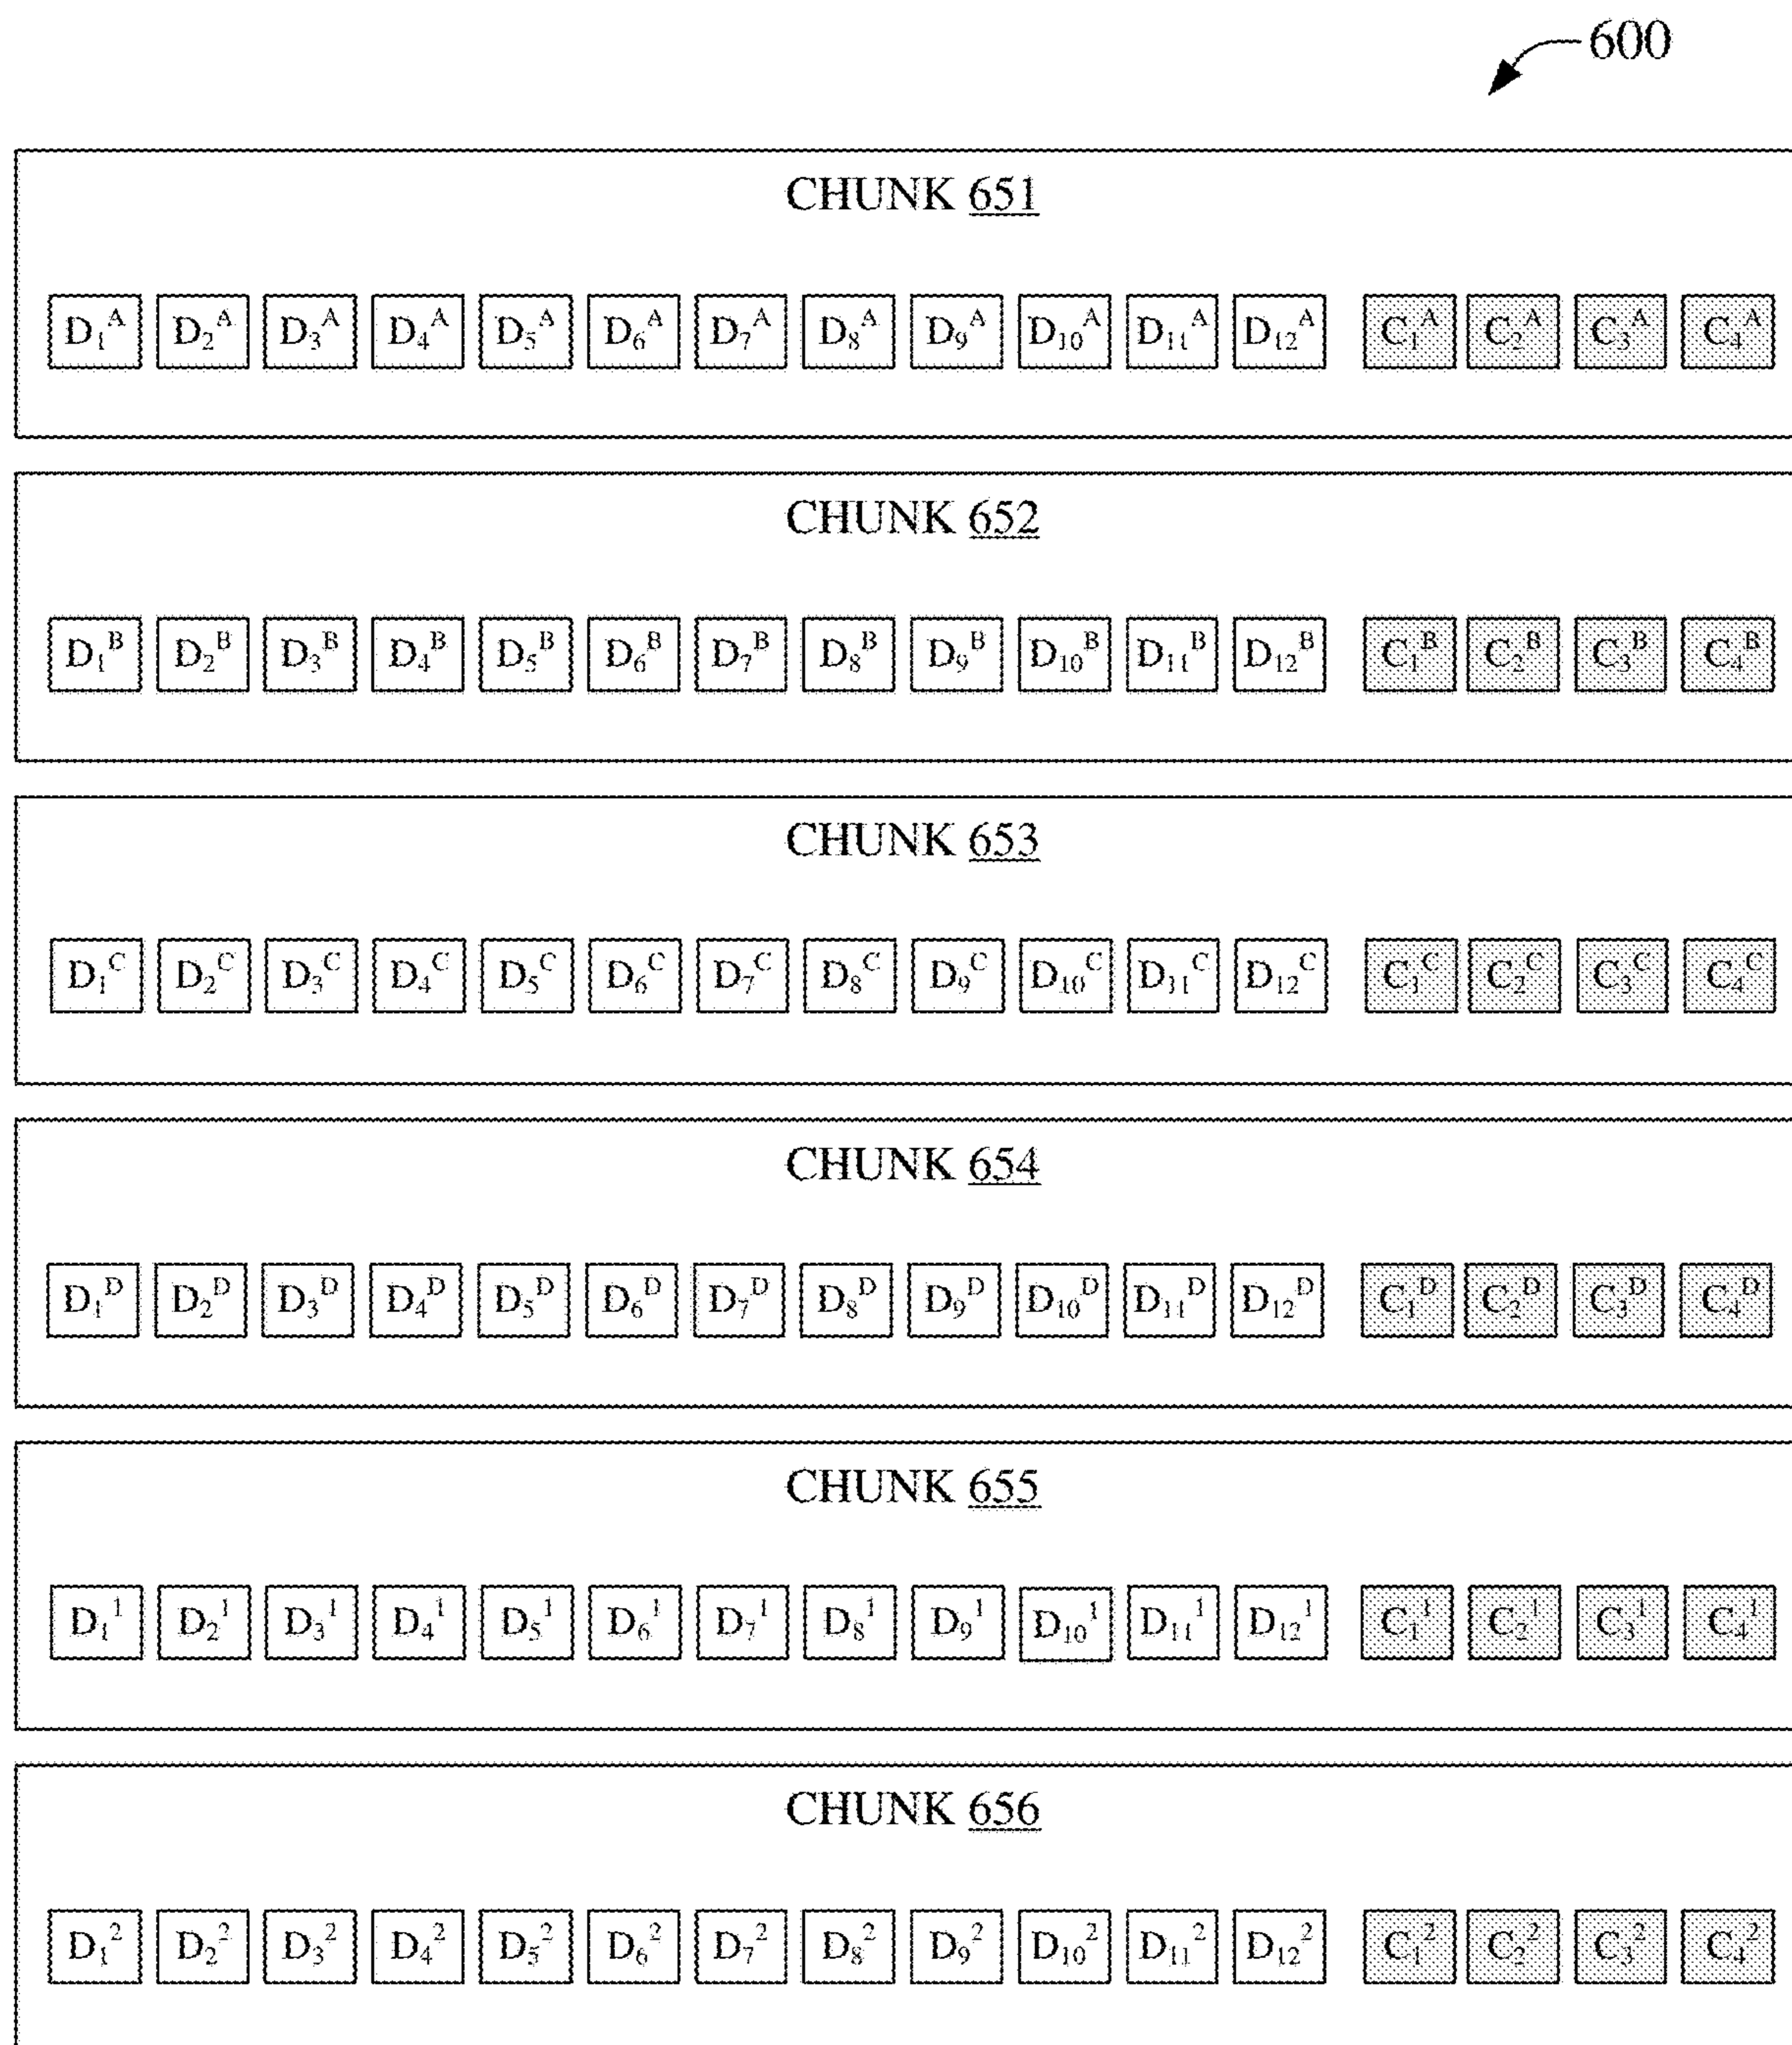 600
CHUNK 651
D₁ᴬ D₂ᴬ D₃ᴬ D₄ᴬ D₅ᴬ D₆ᴬ D₇ᴬ D₈ᴬ D₉ᴬ D₁₀ᴬ D₁₁ᴬ D₁₂ᴬ C₁ᴬ C₂ᴬ C₃ᴬ C₄ᴬ
CHUNK 652
D₁ᴮ D₂ᴮ D₃ᴮ D₄ᴮ D₅ᴮ D₆ᴮ D₇ᴮ D₈ᴮ D₉ᴮ D₁₀ᴮ D₁₁ᴮ D₁₂ᴮ C₁ᴮ C₂ᴮ C₃ᴮ C₄ᴮ
CHUNK 653
D₁ꟲ D₂ꟲ D₃ꟲ D₄ꟲ D₅ꟲ D₆ꟲ D₇ꟲ D₈ꟲ D₉ꟲ D₁₀ꟲ D₁₁ꟲ D₁₂ꟲ C₁ꟲ C₂ꟲ C₃ꟲ C₄ꟲ
CHUNK 654
D₁ᴰ D₂ᴰ D₃ᴰ D₄ᴰ D₅ᴰ D₆ᴰ D₇ᴰ D₈ᴰ D₉ᴰ D₁₀ᴰ D₁₁ᴰ D₁₂ᴰ C₁ᴰ C₂ᴰ C₃ᴰ C₄ᴰ
CHUNK 655
D₁¹ D₂¹ D₃¹ D₄¹ D₅¹ D₆¹ D₇¹ D₈¹ D₉¹ D₁₀¹ D₁₁¹ D₁₂¹ C₁¹ C₂¹ C₃¹ C₄¹
CHUNK 656
D₁² D₂² D₃² D₄² D₅² D₆² D₇² D₈² D₉² D₁₀² D₁₁² D₁₂² C₁² C₂² C₃² C₄²